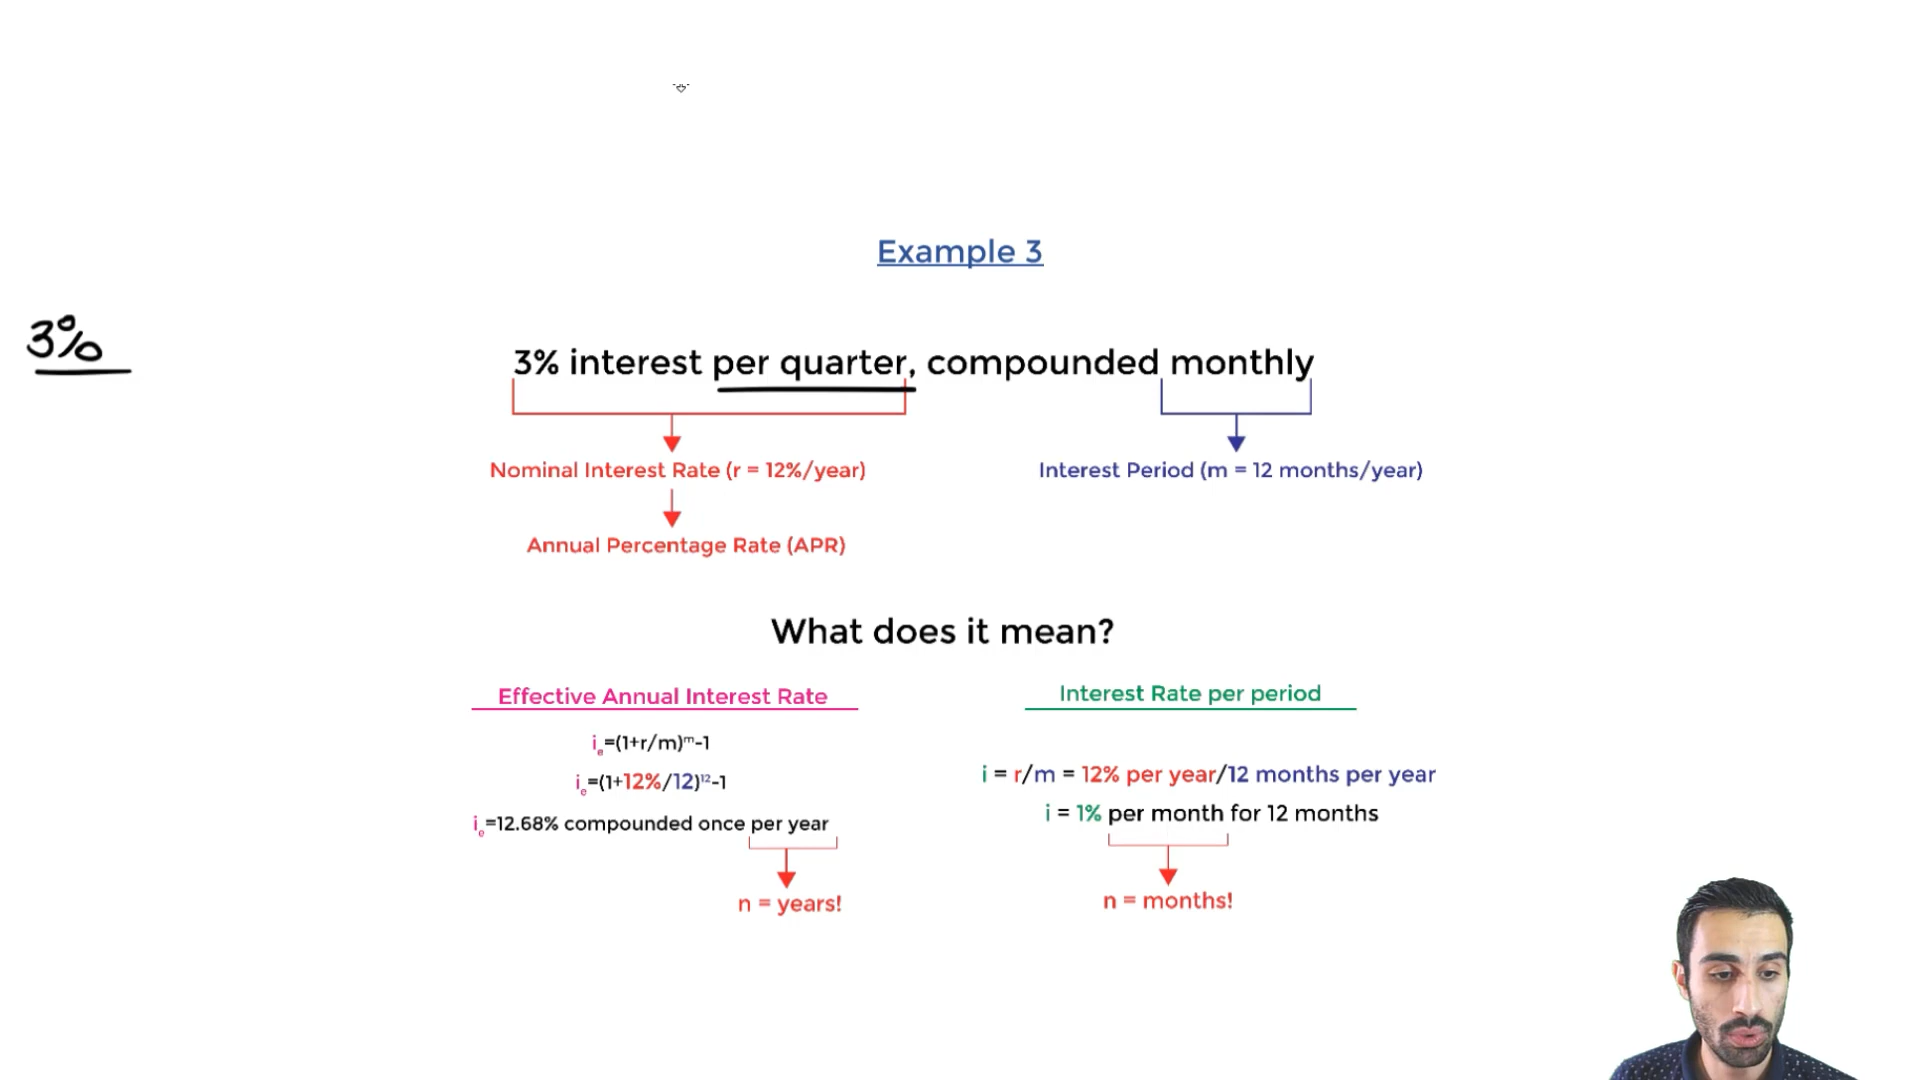 Example 3
3%
3% interest per quarter, compounded monthly
Nominal Interest Rate (r = 12%/year)
Interest Period (m = 12 months/year)
Annual Percentage Rate (APR)
What does it mean?
Effective Annual Interest Rate
iₑ=(1+r/m)ᵐ-1
iₑ=(1+12%/12)¹²-1
iₑ=12.68% compounded once per year
n = years!
Interest Rate per period
i = r/m = 12% per year/12 months per year
i = 1% per month for 12 months
n = months!